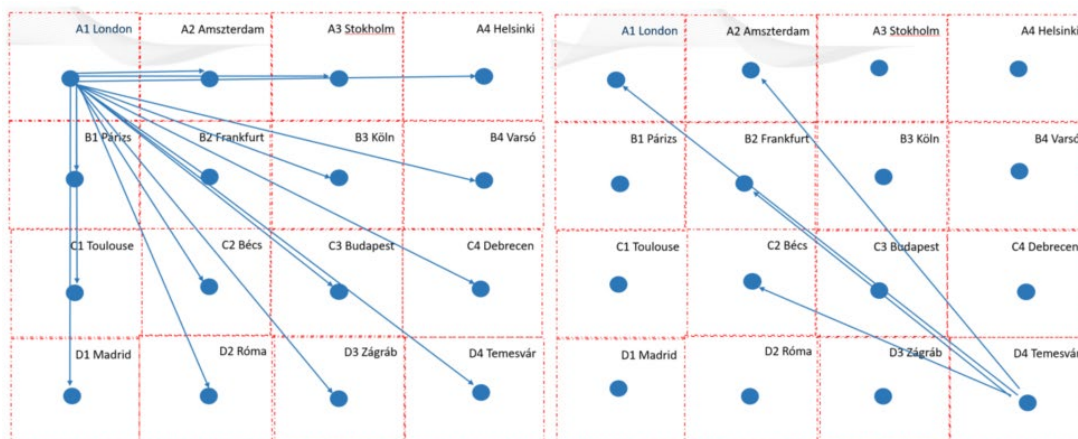 A1 London
A2 Amszterdam
A3 Stokholm
A4 Helsinki
B1 Párizs
B2 Frankfurt
B3 Köln
B4 Varsó
C1 Toulouse
C2 Bécs
C3 Budapest
C4 Debrecen
D1 Madrid
D2 Róma
D3 Zágráb
D4 Temesvár
A1 London
A2 Amszterdam
A3 Stokholm
A4 Helsinki
B1 Párizs
B2 Frankfurt
B3 Köln
B4 Varsó
C1 Toulouse
C2 Bécs
C3 Budapest
C4 Debrecen
D1 Madrid
D2 Róma
D3 Zágráb
D4 Temesvár